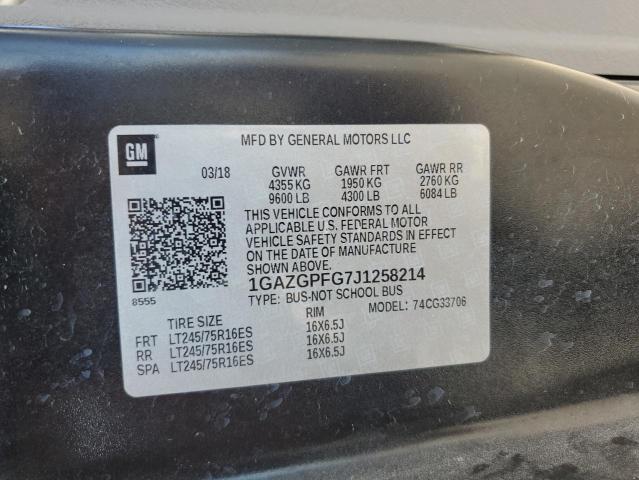 GM
MFD BY GENERAL MOTORS LLC
03/18 GVWR GAWR FRT GAWR RR
4355 KG 1950 KG 2760 KG
9600 LB 4300 LB 6084 LB
THIS VEHICLE CONFORMS TO ALL
APPLICABLE U.S. FEDERAL MOTOR
VEHICLE SAFETY STANDARDS IN EFFECT
ON THE DATE OF MANUFACTURE
SHOWN ABOVE.
8555 1GAZGPFG7J1258214
TYPE: BUS-NOT SCHOOL BUS
TIRE SIZE RIM MODEL: 74CG33706
FRT LT245/75R16ES 16X6.5J
RR LT245/75R16ES 16X6.5J
SPA LT245/75R16ES 16X6.5J